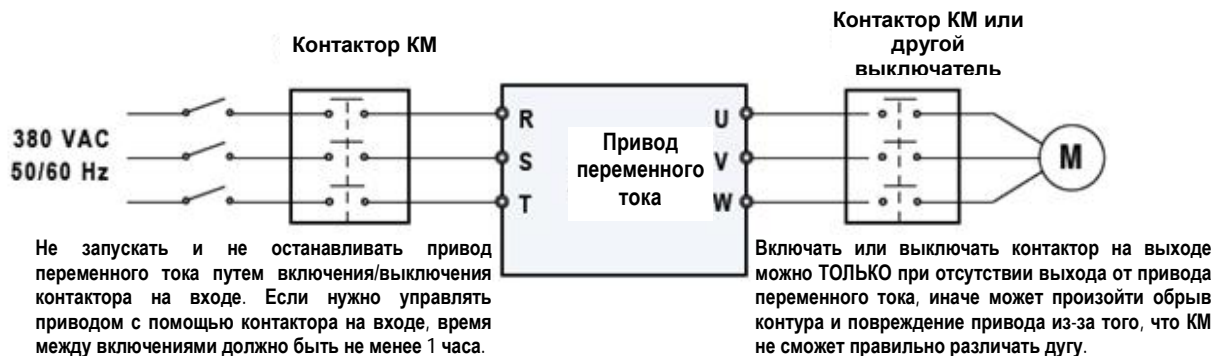 Контактор КМ
Контактор КМ или
другой
выключатель
380 VAC
50/60 Hz
R
S
T
Привод
переменного
тока
U
V
W
M
Не запускать и не останавливать привод
переменного тока путем включения/выключения
контактора на входе. Если нужно управлять
приводом с помощью контактора на входе, время
между включениями должно быть не менее 1 часа.
Включать или выключать контактор на выходе
можно ТОЛЬКО при отсутствии выхода от привода
переменного тока, иначе может произойти обрыв
контура и повреждение привода из-за того, что КМ
не сможет правильно различать дугу.